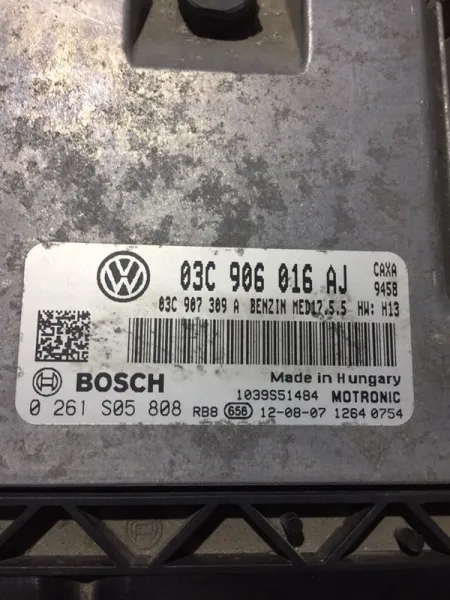 03C 906 016 AJ CAXA
9458
03C 907 309 A BENZIN MED17.5.5 HW: H13
BOSCH
Made in Hungary
1039S51484 MOTRONIC
0 261 S05 808 RB8 658 12-08-07 1264 0754